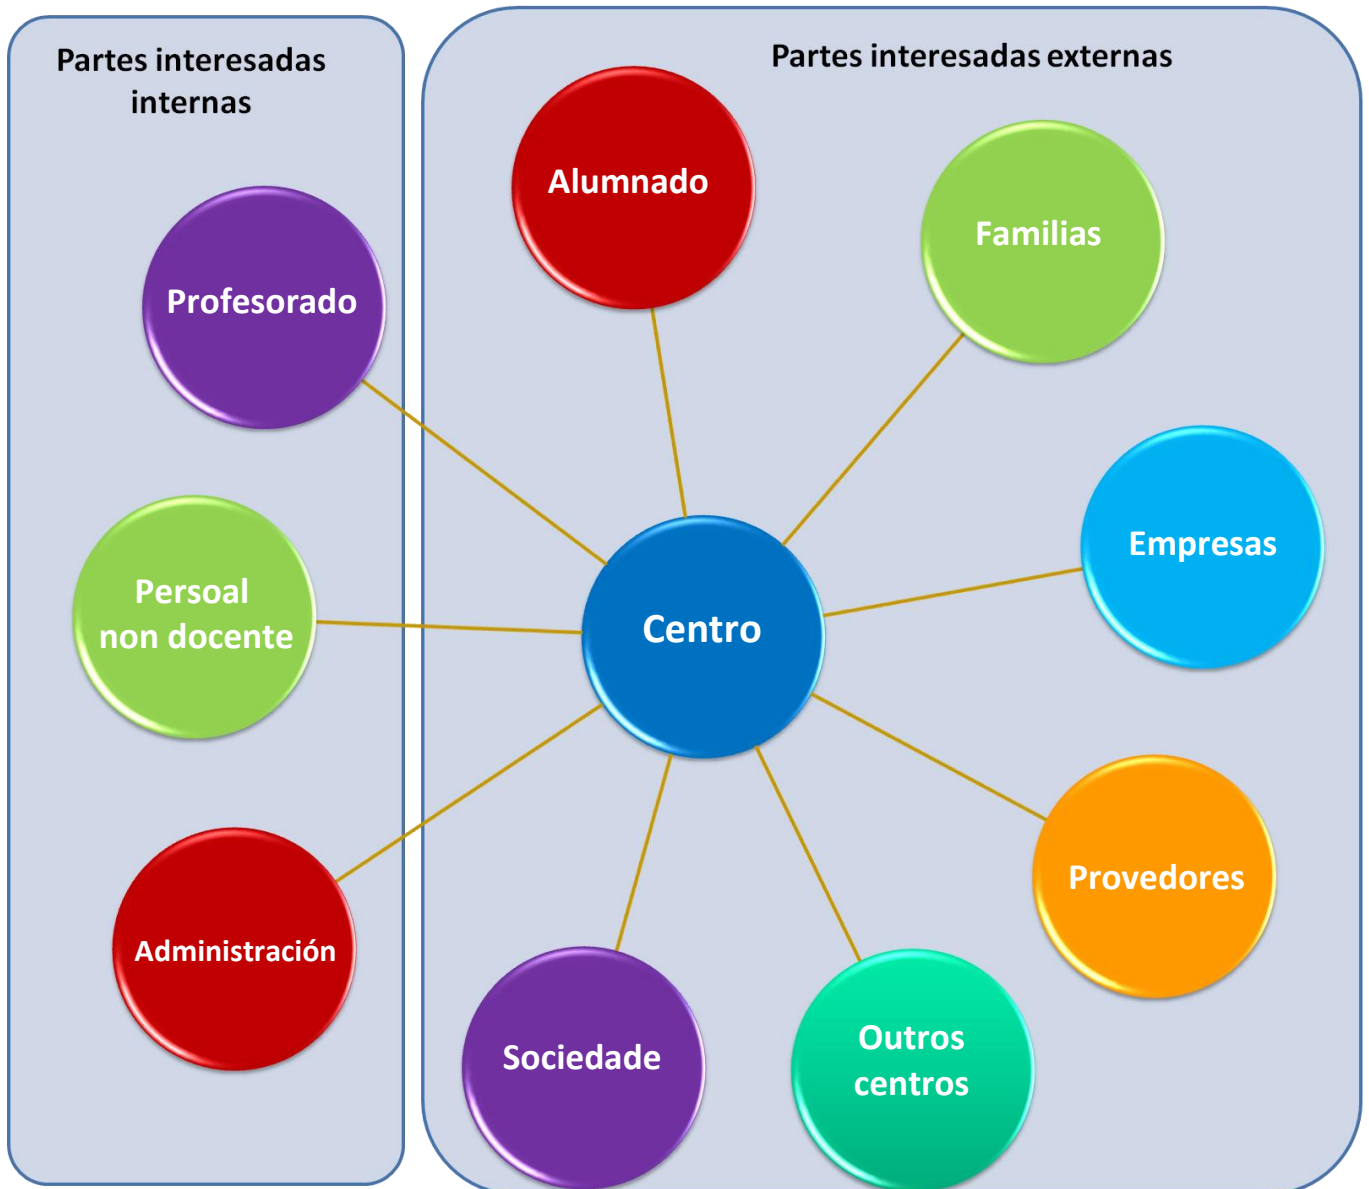 Partes interesadas
internas
Profesorado
Persoal
non docente
Administración
Partes interesadas externas
Alumnado
Familias
Empresas
Centro
Provedores
Outros
centros
Sociedade